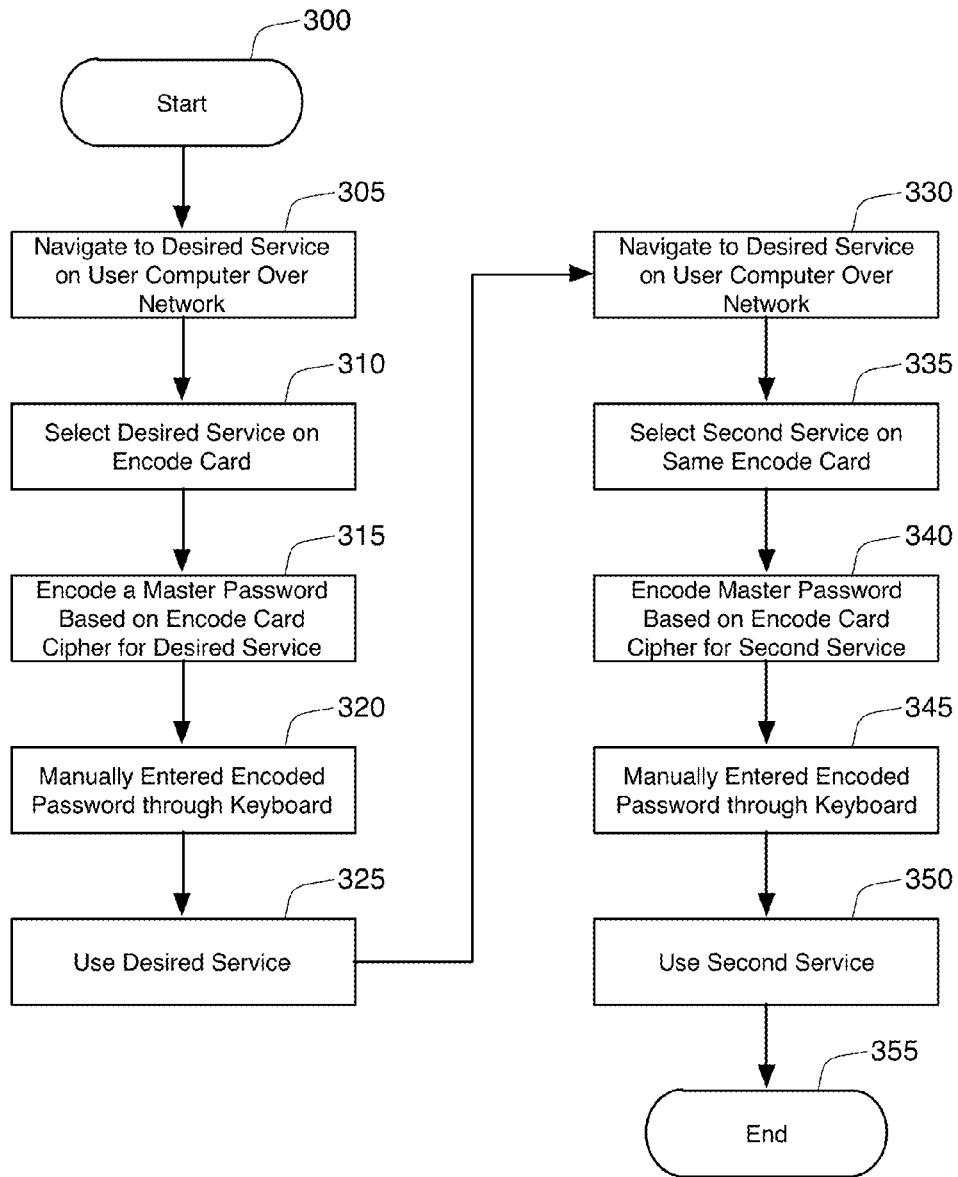 300
Start
305
Navigate to Desired Service
on User Computer Over
Network
310
Select Desired Service on
Encode Card
315
Encode a Master Password
Based on Encode Card
Cipher for Desired Service
320
Manually Entered Encoded
Password through Keyboard
325
Use Desired Service
330
Navigate to Desired Service
on User Computer Over
Network
335
Select Second Service on
Same Encode Card
340
Encode Master Password
Based on Encode Card
Cipher for Second Service
345
Manually Entered Encoded
Password through Keyboard
350
Use Second Service
355
End